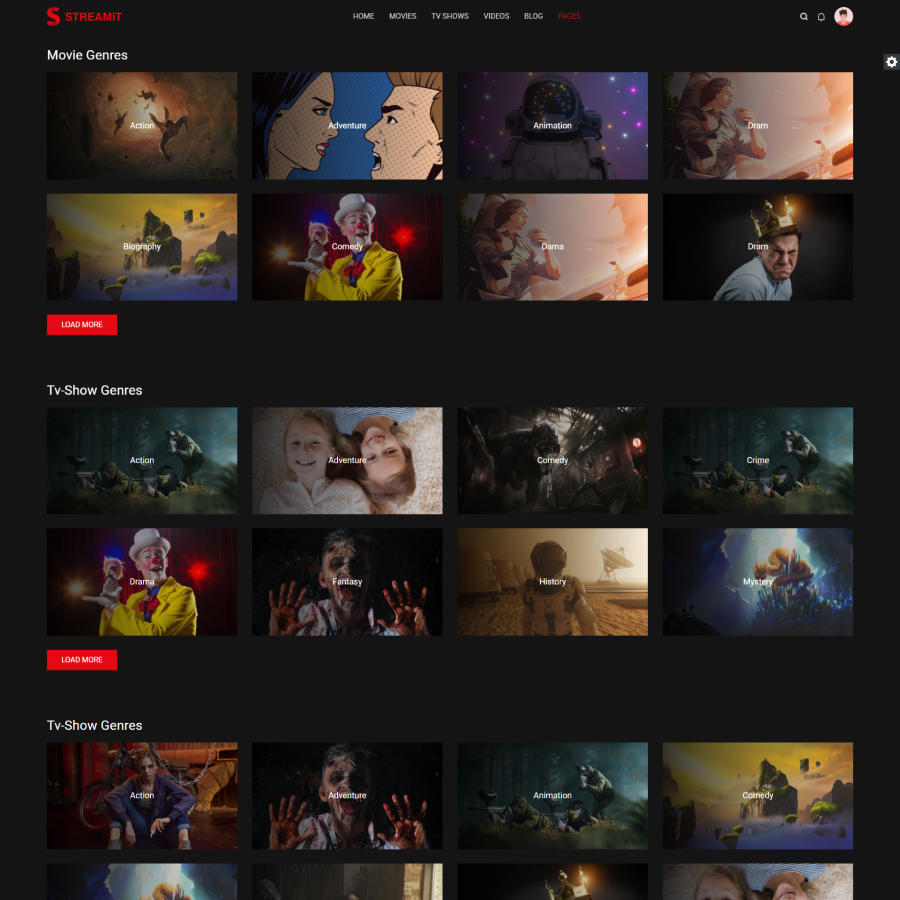 STREAMIT
HOME MOVIES TV SHOWS VIDEOS BLOG PAGES
Movie Genres
Action Adventure Animation Dram
Biography Comedy Dama Dram
LOAD MORE
Tv-Show Genres
Action Adventure Comedy Crime
Drama Fantasy History Mystery
LOAD MORE
Tv-Show Genres
Action Adventure Animation Comedy